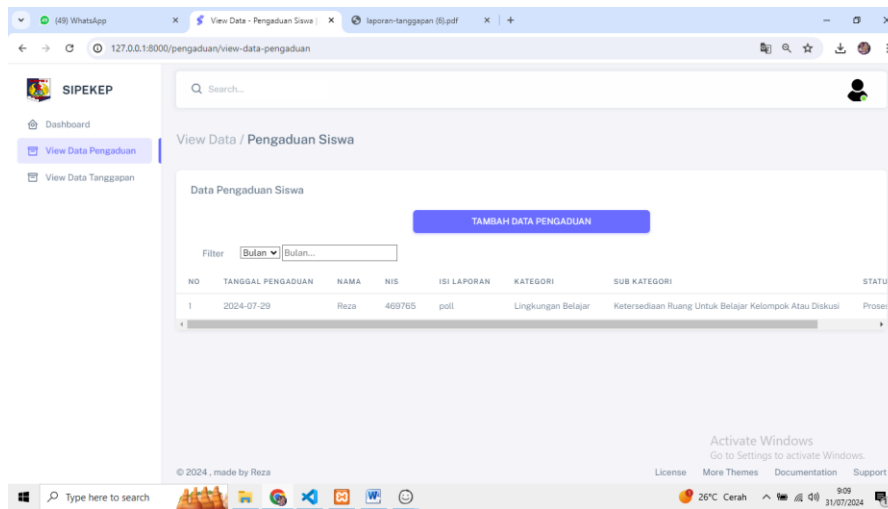 (49) WhatsApp
View Data - Pengaduan Siswa |
laporan-tanggapan (6).pdf
127.0.0.1:8000/pengaduan/view-data-pengaduan
SIPEKEP
Search...
Dashboard
View Data Pengaduan
View Data Tanggapan
View Data / Pengaduan Siswa
Data Pengaduan Siswa
TAMBAH DATA PENGADUAN
Filter Bulan Bulan...
NO TANGGAL PENGADUAN NAMA NIS ISI LAPORAN KATEGORI SUB KATEGORI STATU
1 2024-07-29 Reza 469765 poll Lingkungan Belajar Ketersediaan Ruang Untuk Belajar Kelompok Atau Diskusi Proses
Activate Windows
Go to Settings to activate Windows.
© 2024 , made by Reza License More Themes Documentation Support
Type here to search 26°C Cerah 9:09
31/07/2024